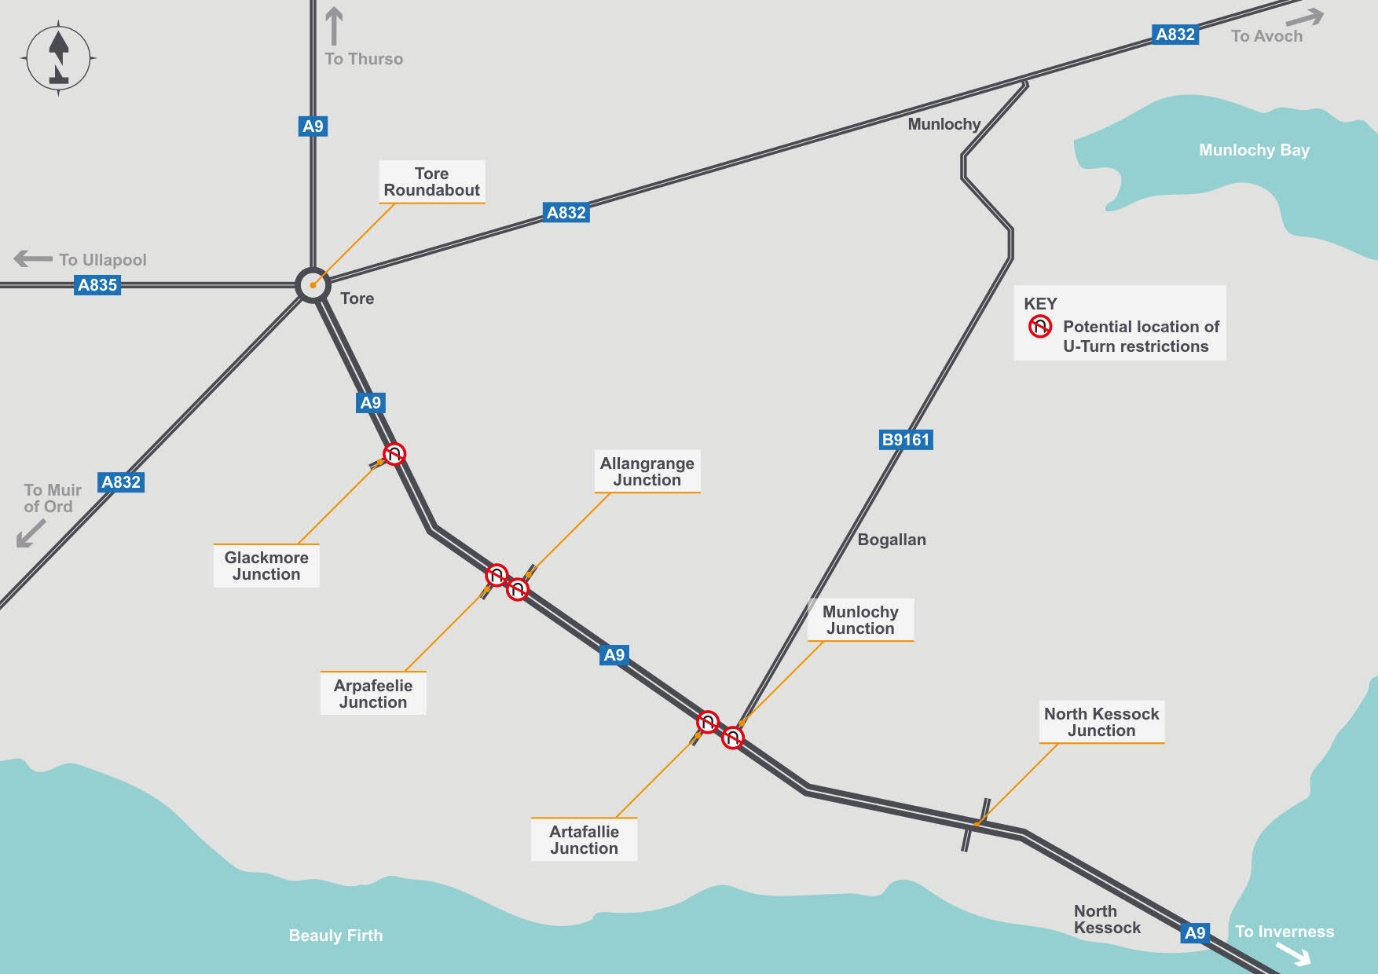 To Thurso
A832
To Avoch
A9
Munlochy
Munlochy Bay
Tore
Roundabout
A832
To Ullapool
A835
Tore
KEY
Potential location of
U-Turn restrictions
A9
B9161
Allangrange
Junction
A832
To Muir
of Ord
Bogallan
Glackmore
Junction
Munlochy
Junction
A9
Arpafeelie
Junction
North Kessock
Junction
Artafallie
Junction
North
Kessock
A9
To Inverness
Beauly Firth